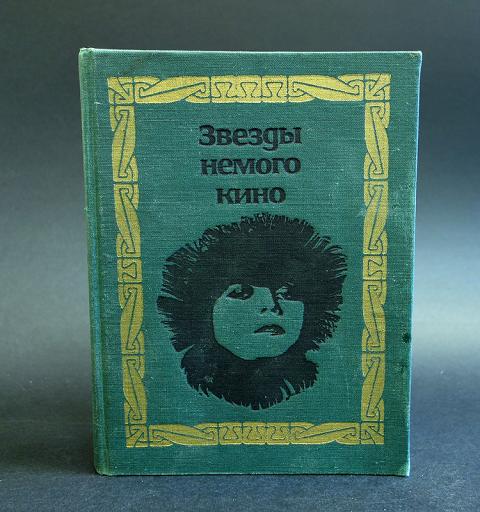 Звезды
немого
кино